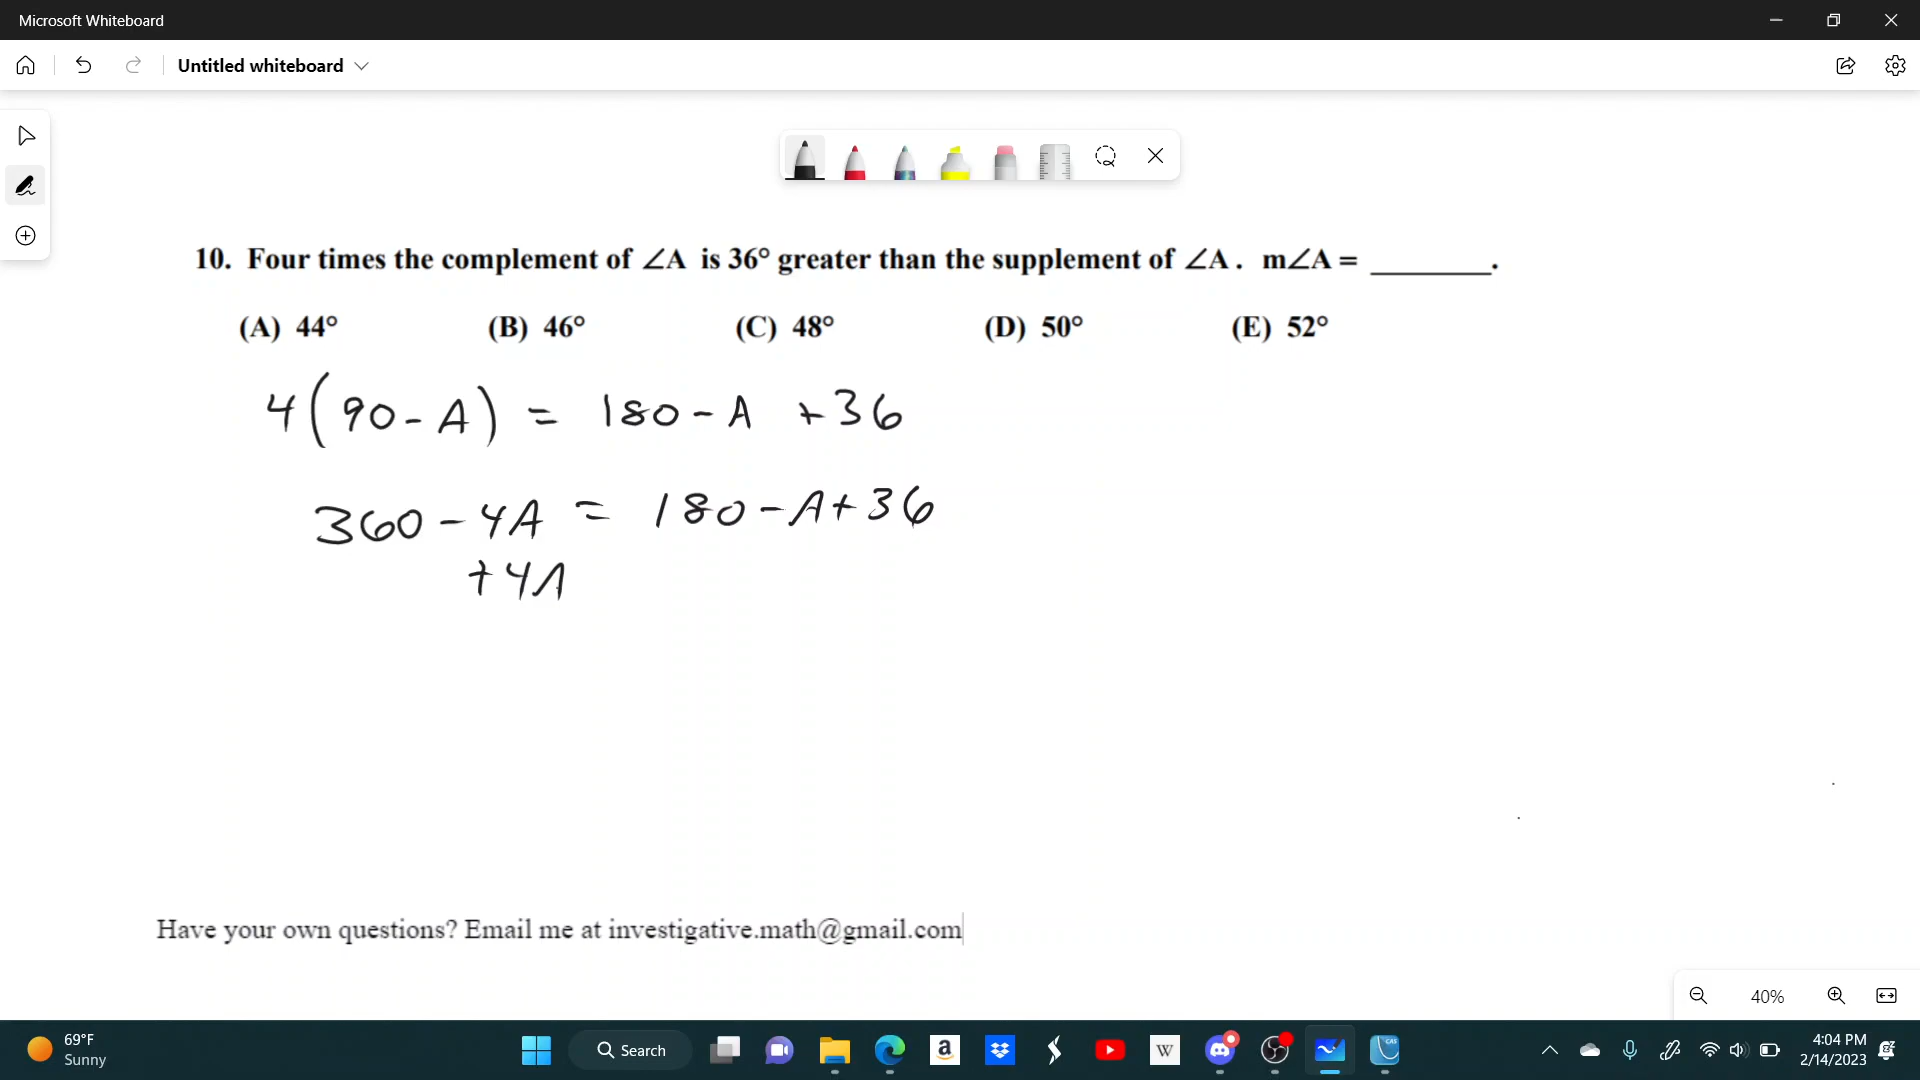 Microsoft Whiteboard
Untitled whiteboard
10. Four times the complement of ∠A is 36° greater than the supplement of ∠A. m∠A = ________.
(A) 44° (B) 46° (C) 48° (D) 50° (E) 52°
4(90-A) = 180-A +36
360-4A = 180-A+36
+4A
Have your own questions? Email me at investigative.math@gmail.com
40%
69°F
Sunny
Search
a
W
CAS
4:04 PM
2/14/2023